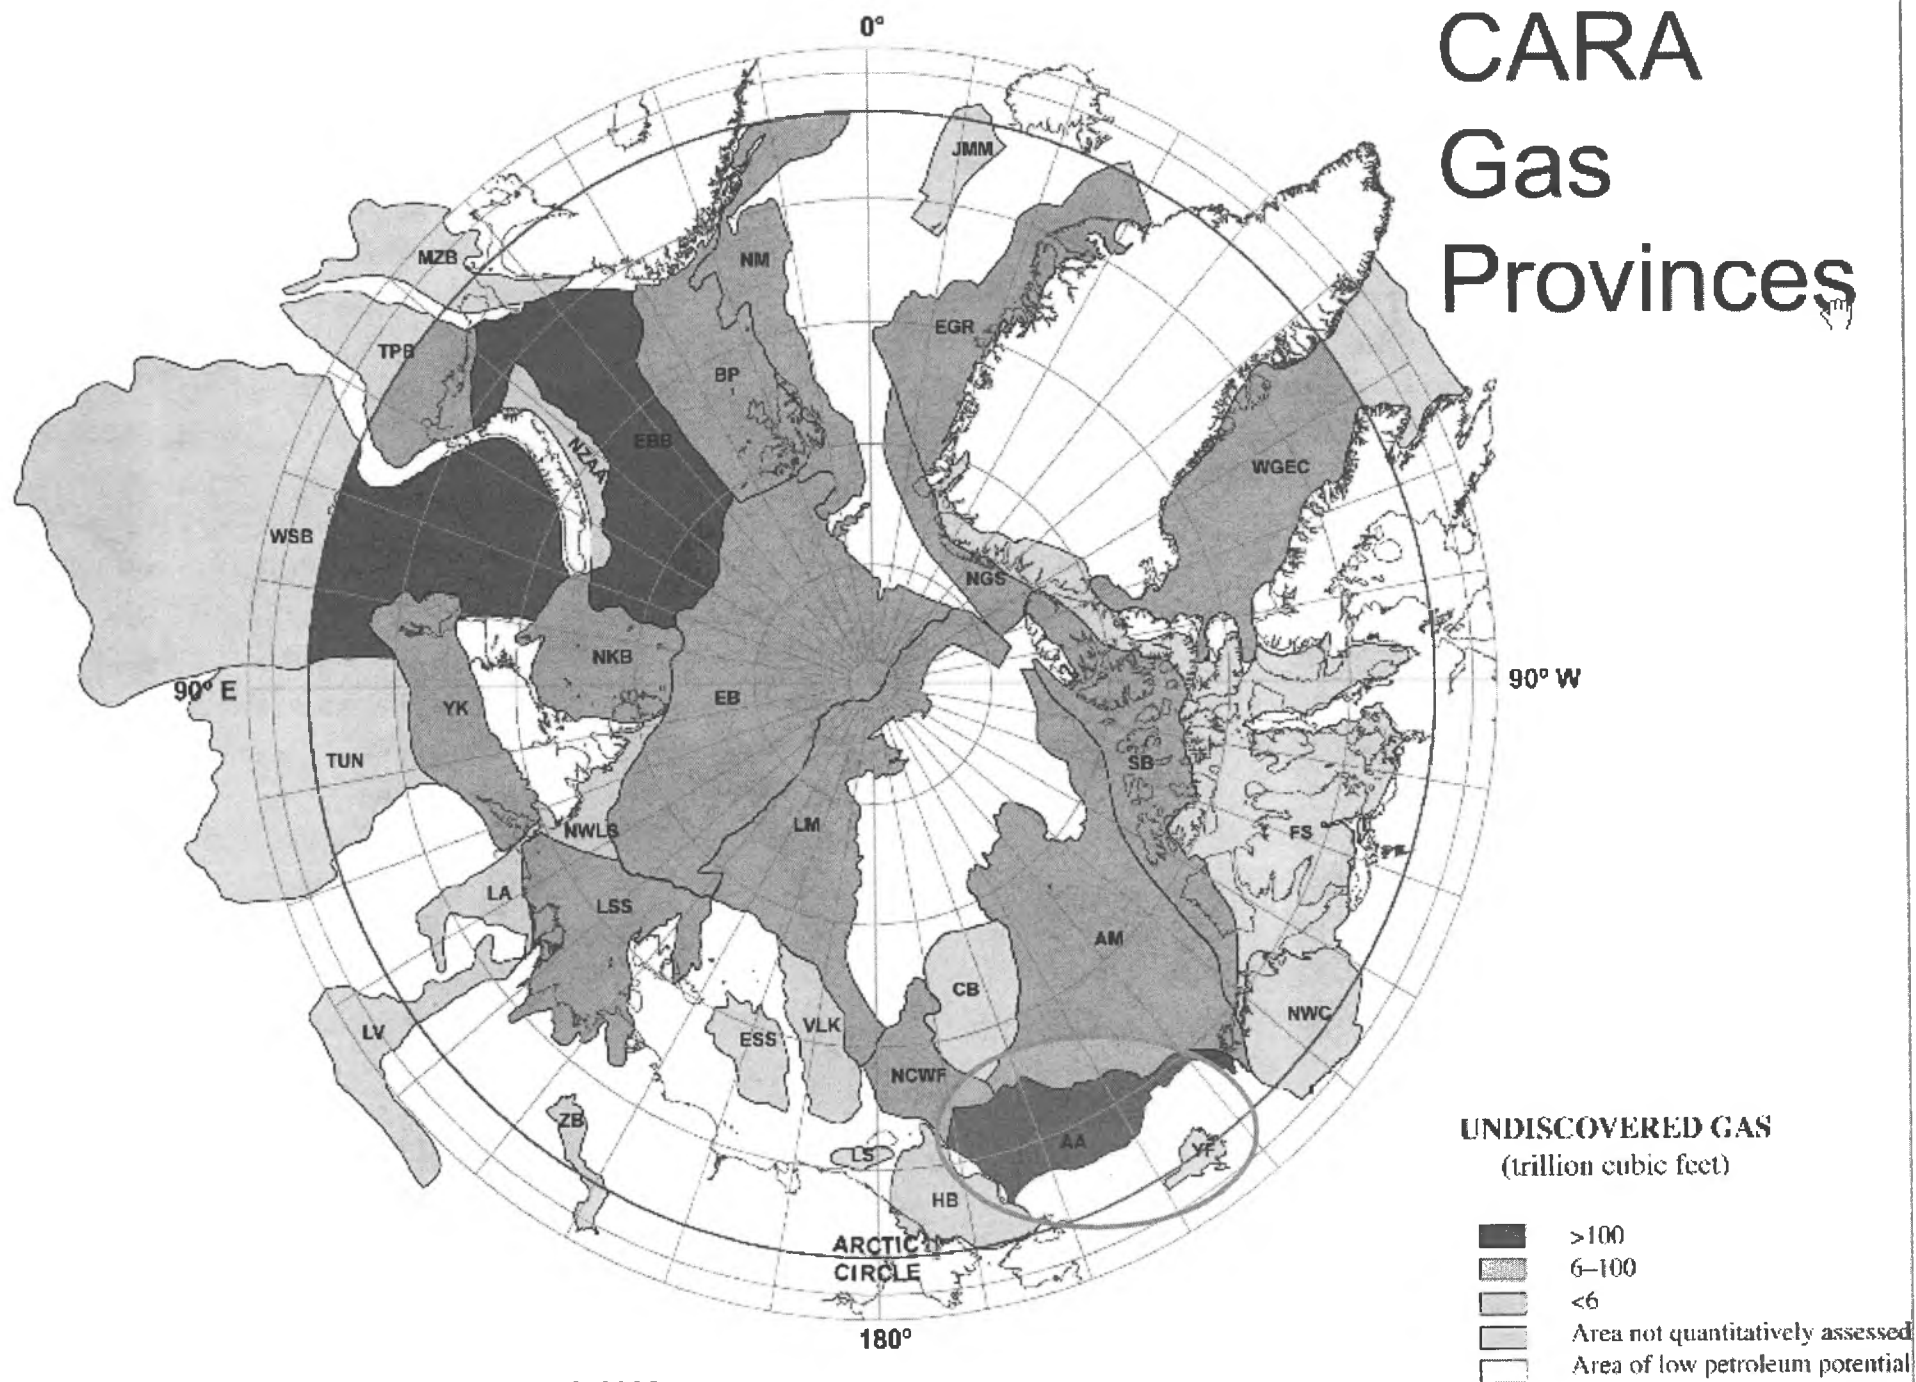 CARA
Gas
Provinces
0°
JMM
MZB
NM
EGR
TPB
BP
EBB
NZAA
WGEC
WSB
NGS
NKB
90° E
90° W
EB
YK
TUN
SB
NWLS
LM
FS
LA
LSS
AM
CB
NWC
LV
VLK
ESS
NCWF
ZB
AA
LS
YF
HB
ARCTIC
CIRCLE
180°
UNDISCOVERED GAS
(trillion cubic feet)
>100
6–100
<6
Area not quantitatively assessed
Area of low petroleum potential